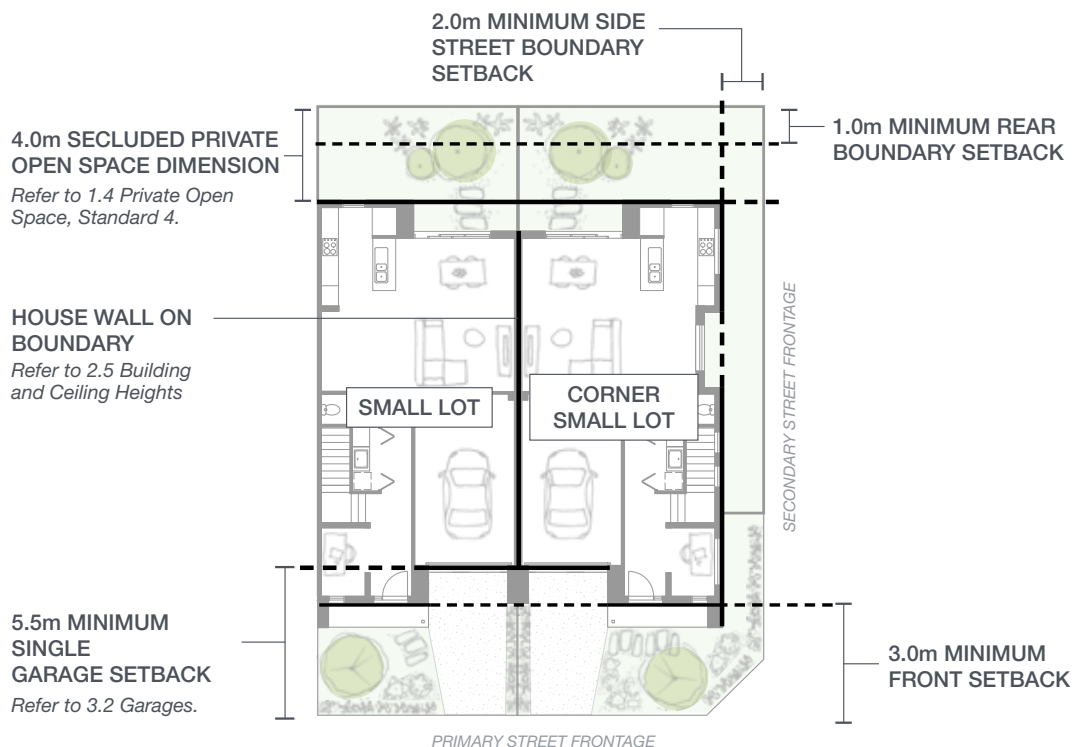 2.0m MINIMUM SIDE
STREET BOUNDARY
SETBACK
4.0m SECLUDED PRIVATE
OPEN SPACE DIMENSION
Refer to 1.4 Private Open
Space, Standard 4.
1.0m MINIMUM REAR
BOUNDARY SETBACK
HOUSE WALL ON
BOUNDARY
Refer to 2.5 Building
and Ceiling Heights
SMALL LOT
CORNER
SMALL LOT
SECONDARY STREET FRONTAGE
5.5m MINIMUM
SINGLE
GARAGE SETBACK
Refer to 3.2 Garages.
3.0m MINIMUM
FRONT SETBACK
PRIMARY STREET FRONTAGE